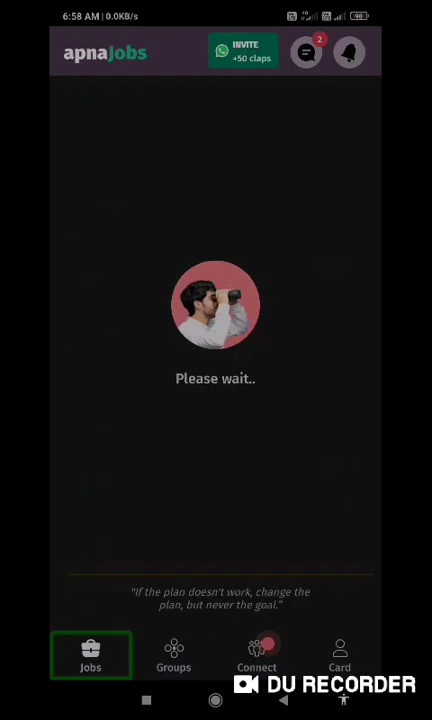 6:58 AM | 0.0KB/s
98
apnaJobs
INVITE
+50 claps
2
Please wait..
"If the plan doesn't work, change the
plan, but never the goal."
Jobs
Groups
Connect
Card
DU RECORDER